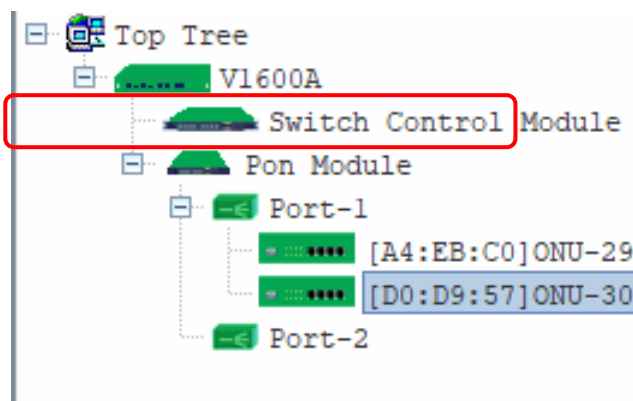 Top Tree
V1600A
Switch Control Module
Pon Module
Port-1
[A4:EB:C0]ONU-29
[D0:D9:57]ONU-30
Port-2